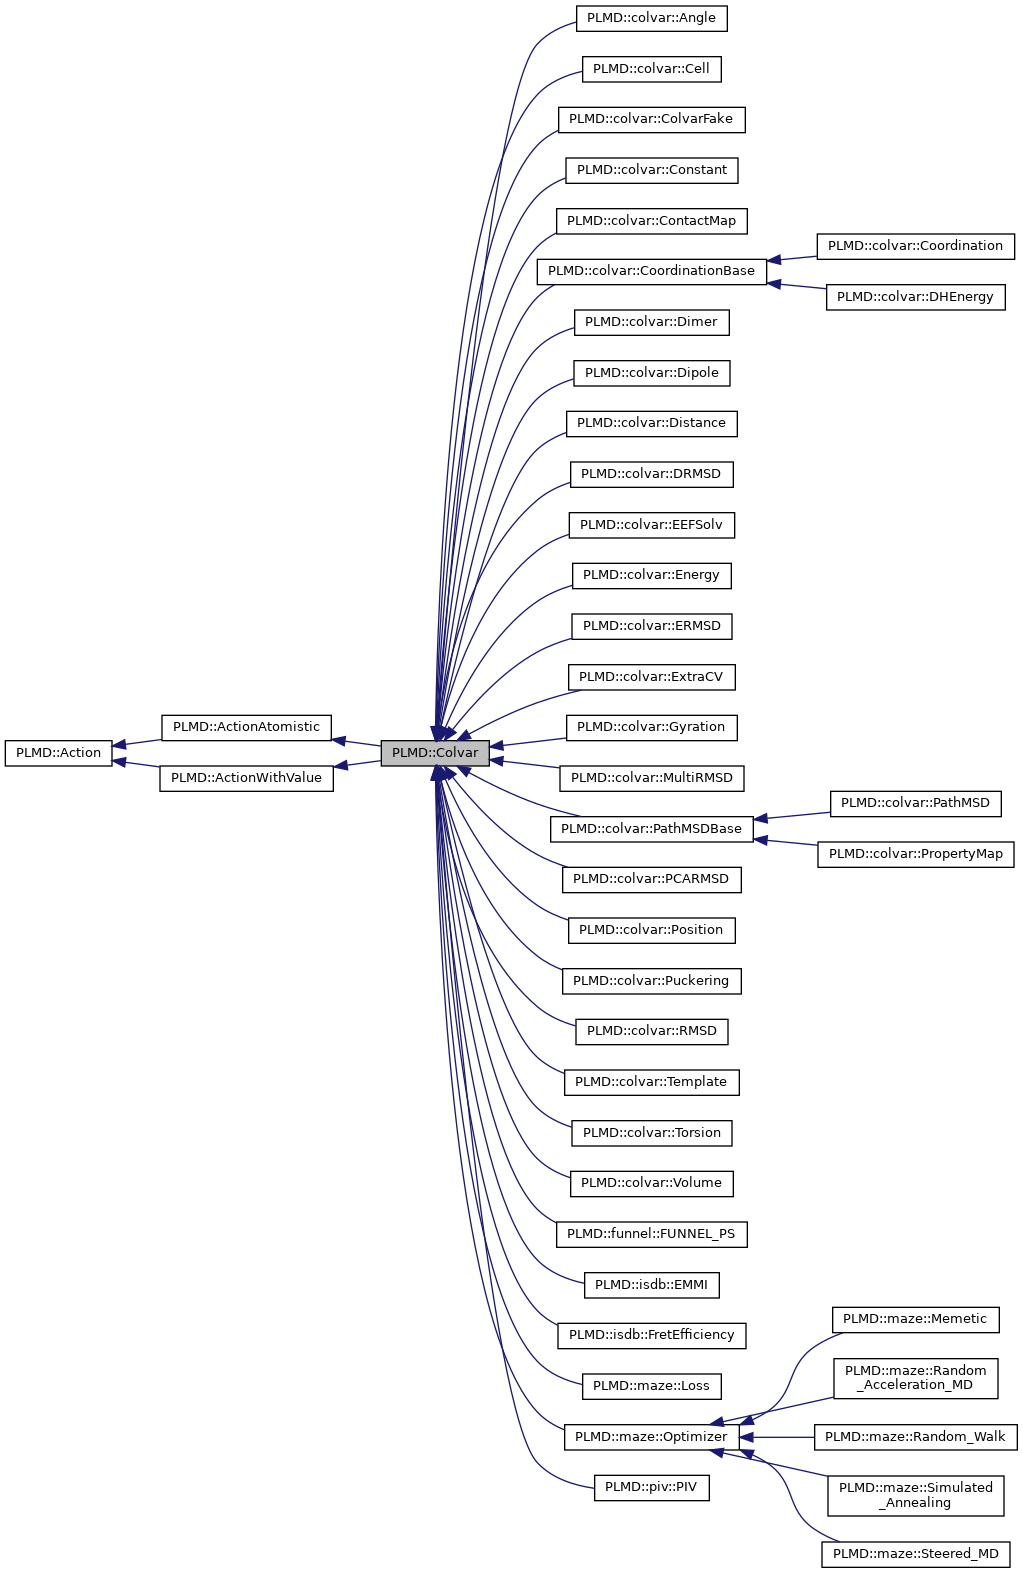 PLMD::colvar::Angle
PLMD::colvar::Cell
PLMD::colvar::ColvarFake
PLMD::colvar::Constant
PLMD::colvar::ContactMap
PLMD::colvar::Coordination
PLMD::colvar::CoordinationBase
PLMD::colvar::DHEnergy
PLMD::colvar::Dimer
PLMD::colvar::Dipole
PLMD::colvar::Distance
PLMD::colvar::DRMSD
PLMD::colvar::EEFSolv
PLMD::colvar::Energy
PLMD::colvar::ERMSD
PLMD::colvar::ExtraCV
PLMD::ActionAtomistic
PLMD::colvar::Gyration
PLMD::Action
PLMD::Colvar
PLMD::ActionWithValue
PLMD::colvar::MultiRMSD
PLMD::colvar::PathMSD
PLMD::colvar::PathMSDBase
PLMD::colvar::PropertyMap
PLMD::colvar::PCARMSD
PLMD::colvar::Position
PLMD::colvar::Puckering
PLMD::colvar::RMSD
PLMD::colvar::Template
PLMD::colvar::Torsion
PLMD::colvar::Volume
PLMD::funnel::FUNNEL_PS
PLMD::isdb::EMMI
PLMD::maze::Memetic
PLMD::isdb::FretEfficiency
PLMD::maze::Random
_Acceleration_MD
PLMD::maze::Loss
PLMD::maze::Optimizer
PLMD::maze::Random_Walk
PLMD::piv::PIV
PLMD::maze::Simulated
_Annealing
PLMD::maze::Steered_MD